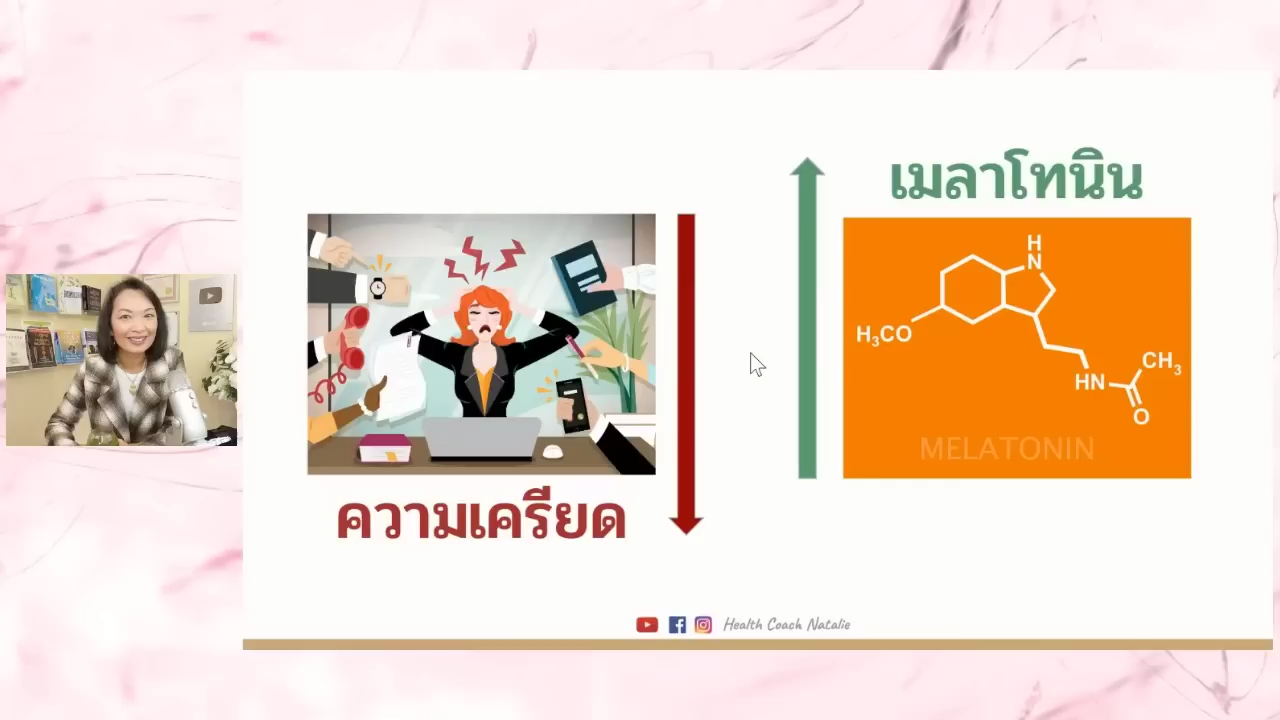 เมลาโทนิน
H
N
H3CO
CH3
HN
O
MELATONIN
ความเครียด
Health Coach Natalie